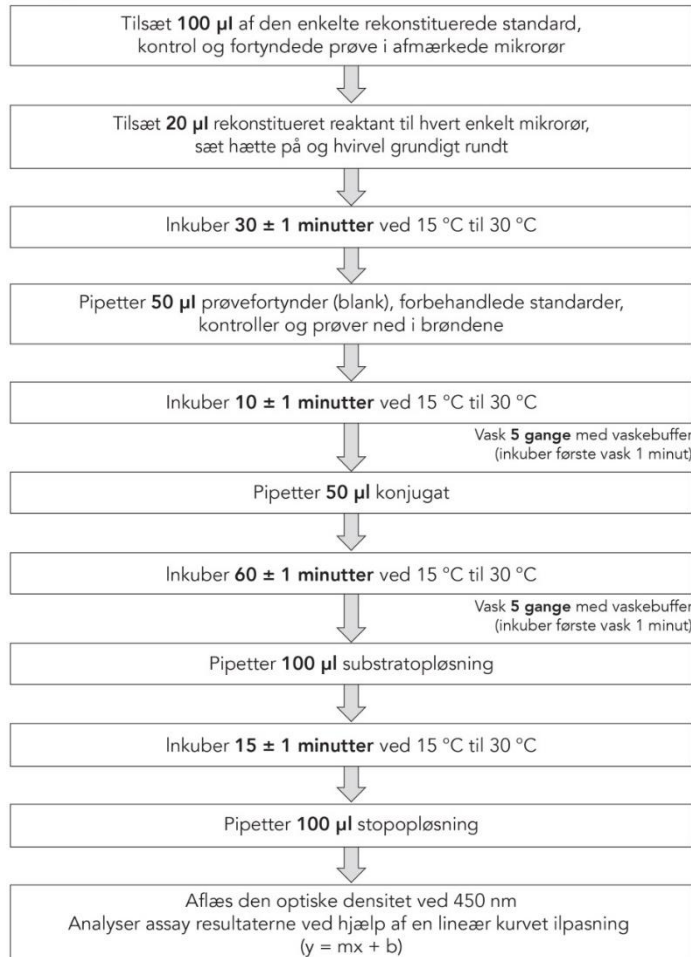 Tilsæt 100 µl af den enkelte rekonstituerede standard,
kontrol og fortyndede prøve i afmærkede mikrorør
Tilsæt 20 µl rekonstitueret reaktant til hvert enkelt mikrorør,
sæt hætte på og hvirvel grundigt rundt
Inkuber 30 ± 1 minutter ved 15 °C til 30 °C
Pipetter 50 µl prøvefortynder (blank), forbehandlede standarder,
kontroller og prøver ned i brøndene
Inkuber 10 ± 1 minutter ved 15 °C til 30 °C
Vask 5 gange med vaskebuffer
(inkuber første vask 1 minut)
Pipetter 50 µl konjugat
Inkuber 60 ± 1 minutter ved 15 °C til 30 °C
Vask 5 gange med vaskebuffer
(inkuber første vask 1 minut)
Pipetter 100 µl substratopløsning
Inkuber 15 ± 1 minutter ved 15 °C til 30 °C
Pipetter 100 µl stopopløsning
Aflæs den optiske densitet ved 450 nm
Analyser assay resultaterne ved hjælp af en lineær kurvet ilpasning
(y = mx + b)